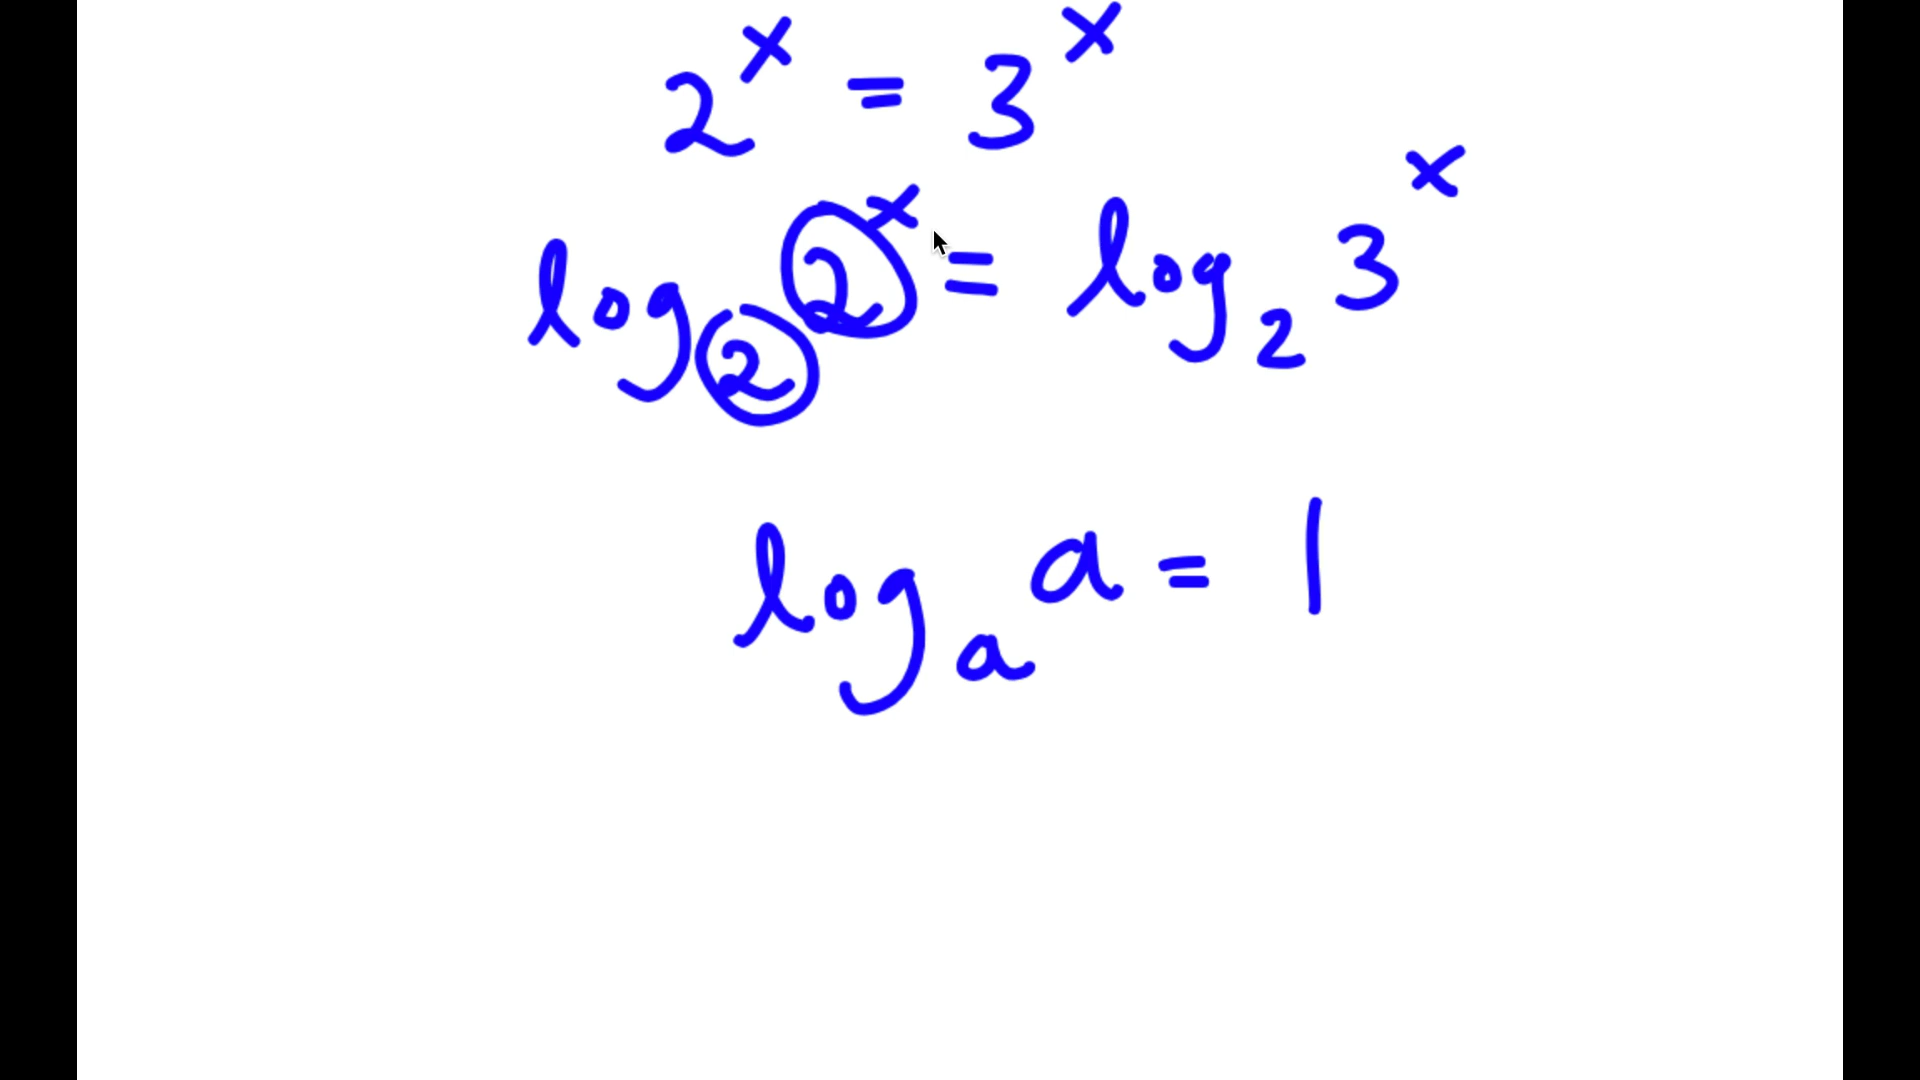 2^x = 3^x
log_2 2^x = log_2 3^x
log_a a = 1